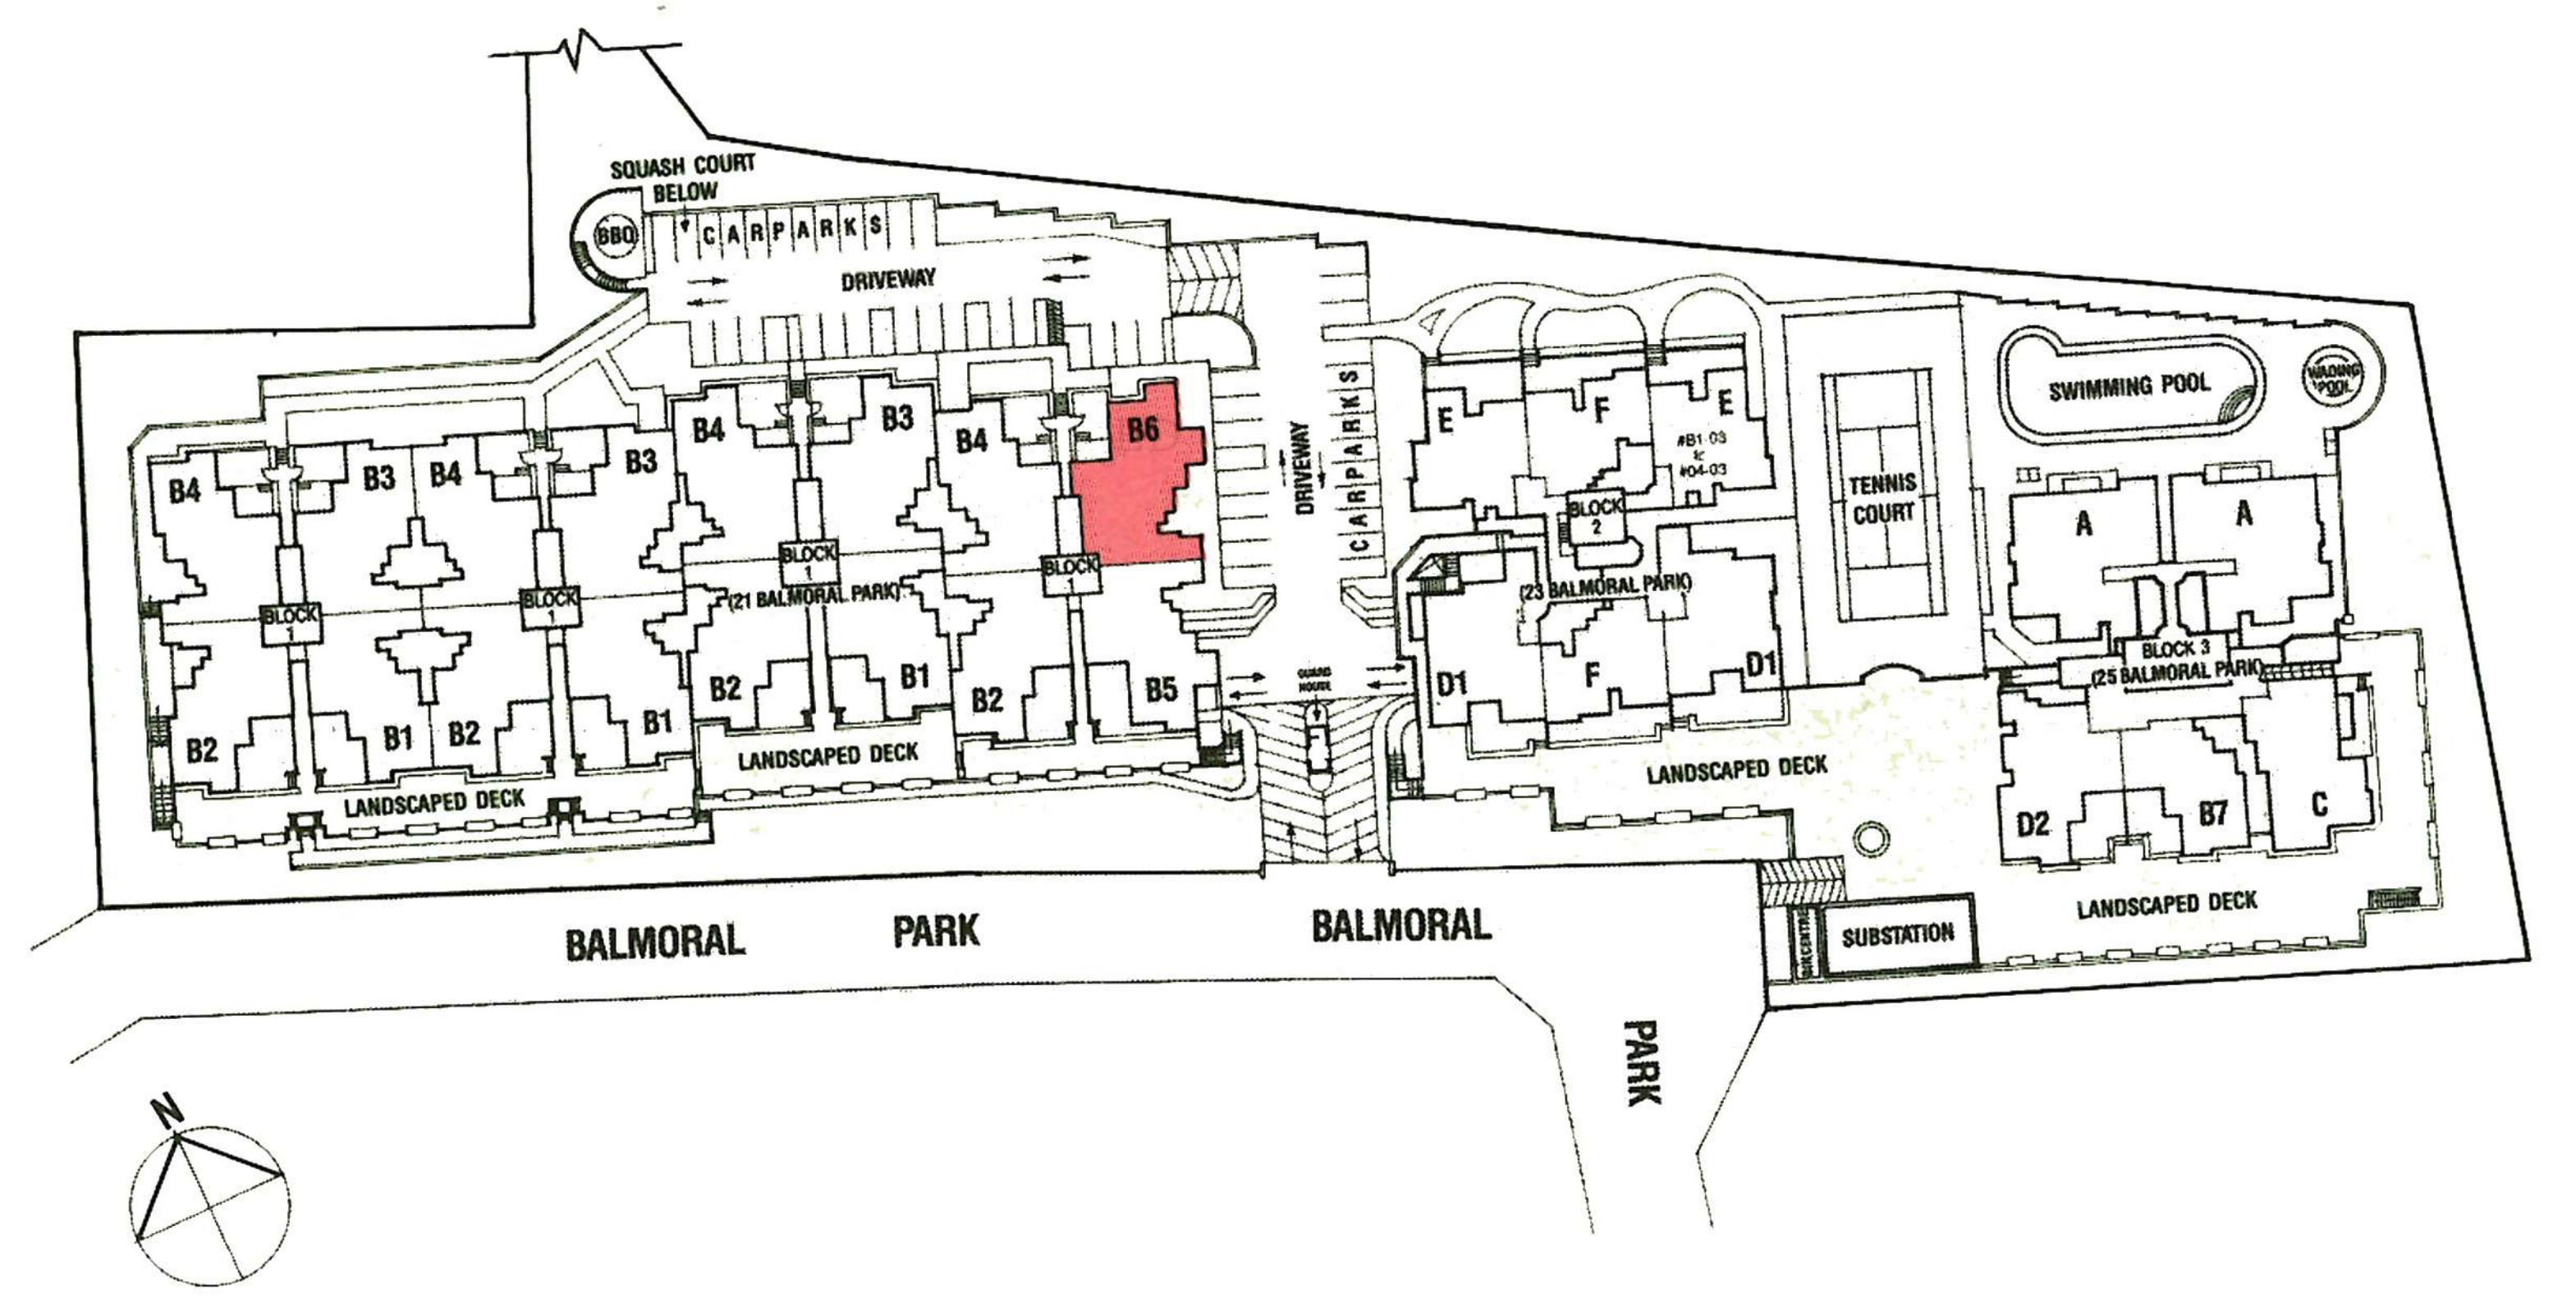 SQUASH COURT
BELOW
BBQ
CARPARKS
DRIVEWAY
B4
B3
B4
B3
B4
B3
B4
B6
DRIVEWAY
CARPARKS
E
F
E
#B1-03
&
#04-03
TENNIS
COURT
SWIMMING POOL
WADING
POOL
A
A
BLOCK
1
BLOCK
1
BLOCK
1
(21 BALMORAL PARK)
BLOCK
1
BLOCK
2
(23 BALMORAL PARK)
BLOCK 3
(25 BALMORAL PARK)
B2
B1
B2
B1
B2
B1
B2
B5
GUARD
HOUSE
D1
F
D1
D2
B7
C
LANDSCAPED DECK
LANDSCAPED DECK
LANDSCAPED DECK
LANDSCAPED DECK
BALMORAL PARK
BALMORAL
PARK
SUBSTATION
N